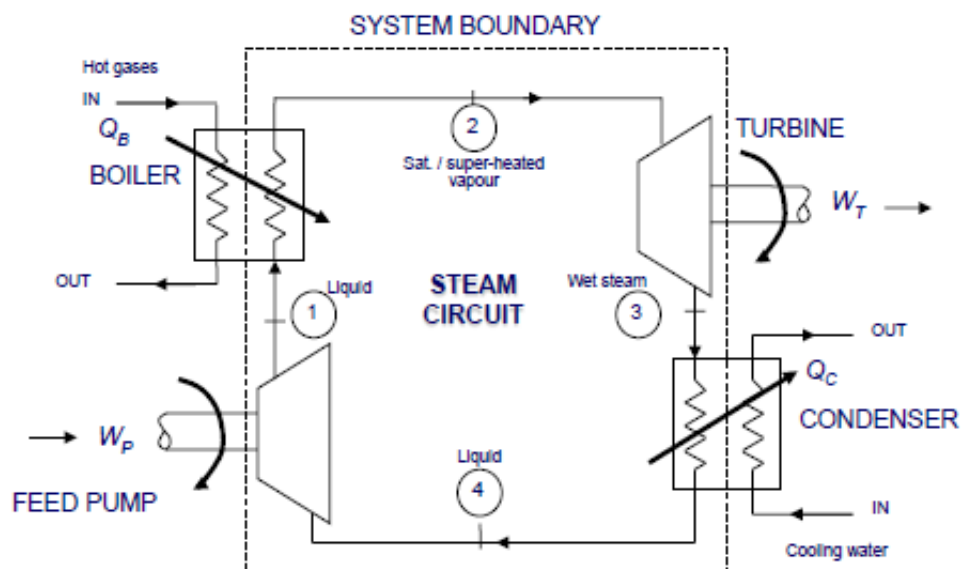 SYSTEM BOUNDARY
Hot gases
IN
Q_B
BOILER
OUT
2
Sat. / super-heated
vapour
TURBINE
W_T
STEAM
CIRCUIT
1
Liquid
Wet steam
3
OUT
Q_C
CONDENSER
IN
Cooling water
W_P
FEED PUMP
Liquid
4